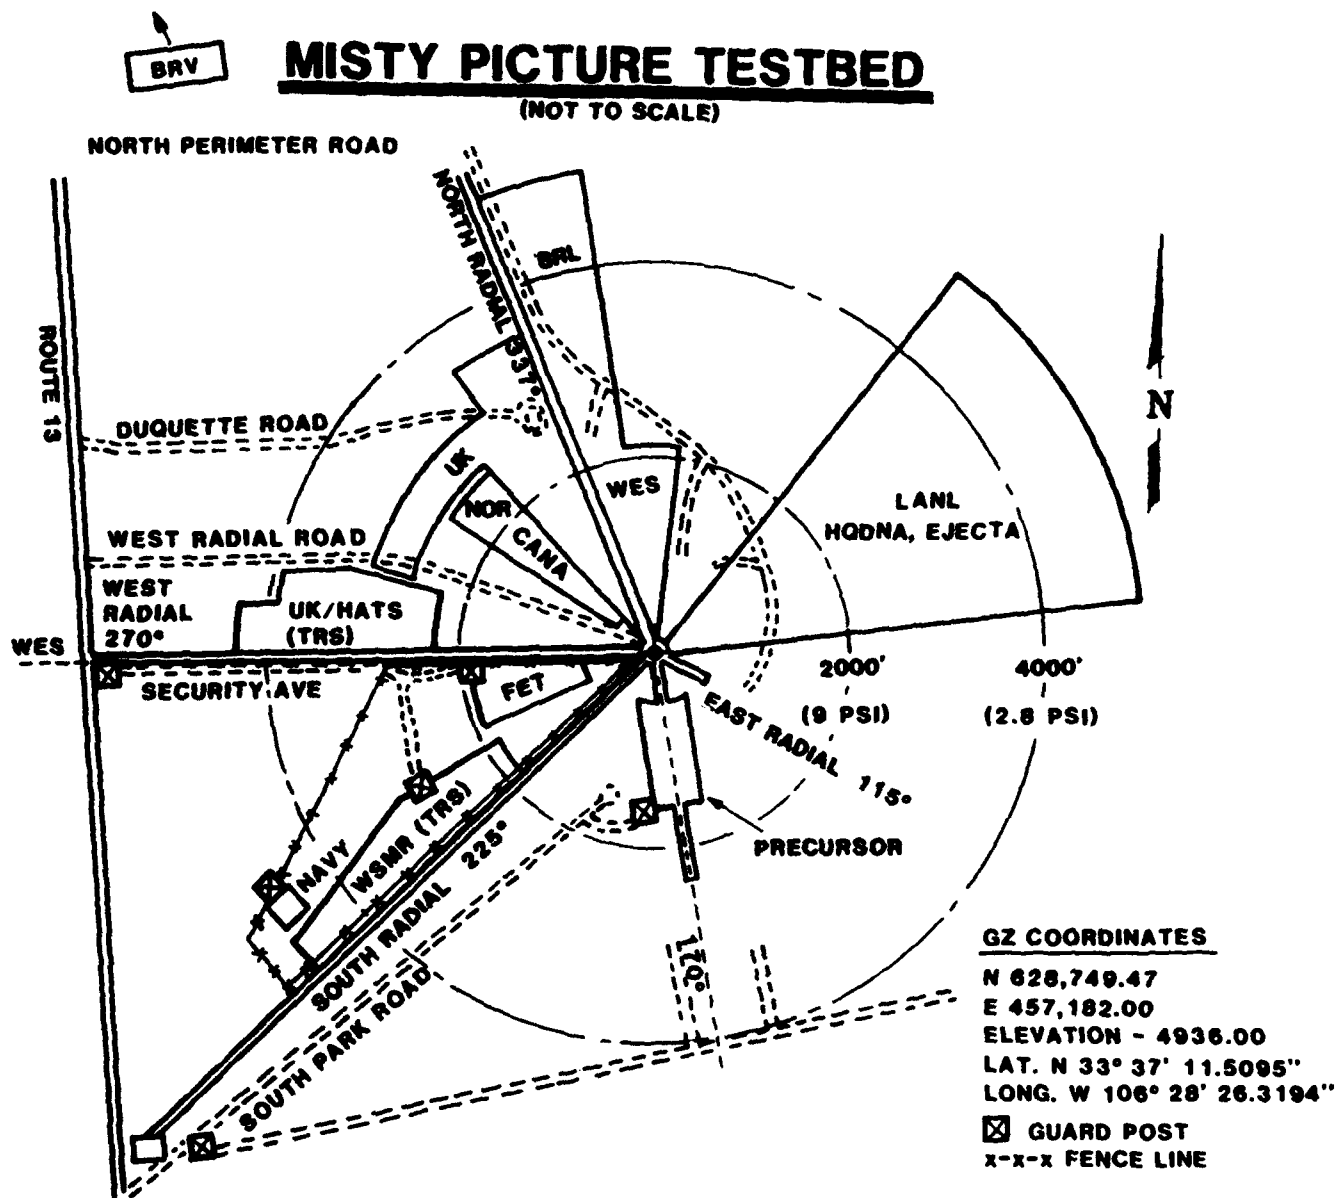 BRV
MISTY PICTURE TESTBED
(NOT TO SCALE)
NORTH PERIMETER ROAD
NORTH RADIAL 337°
BRL
ROUTE 13
N
DUQUETTE ROAD
UK
NOR
CANA
WES
LANL
HQDNA, EJECTA
WEST RADIAL ROAD
WEST
RADIAL
270°
UK/HATS
(TRS)
WES
SECURITY AVE
FET
2000'
4000'
(9 PSI)
(2.8 PSI)
EAST RADIAL 115°
PRECURSOR
NAVY
WSMR (TRS)
SOUTH RADIAL 225°
SOUTH PARK ROAD
170°
GZ COORDINATES
N 628,749.47
E 457,182.00
ELEVATION - 4936.00
LAT. N 33° 37' 11.5095"
LONG. W 106° 28' 26.3194"
GUARD POST
x-x-x FENCE LINE